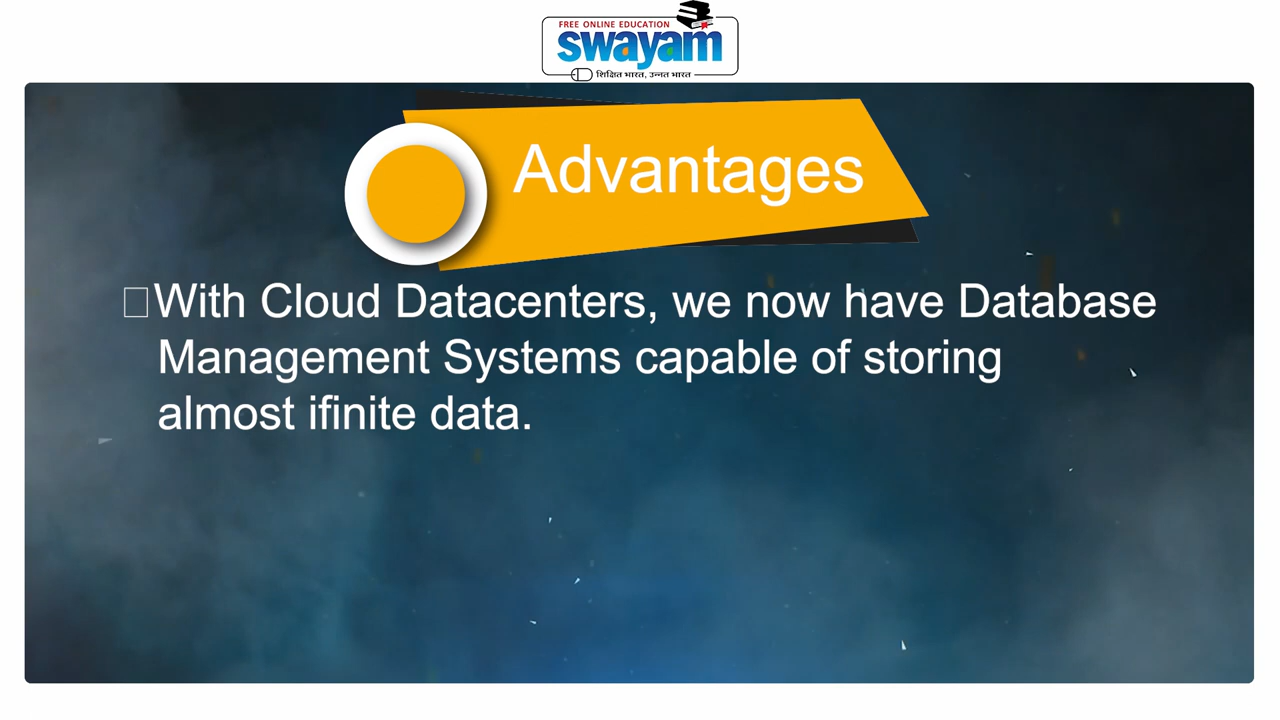 FREE ONLINE EDUCATION
swayam
शिक्षित भारत, उन्नत भारत
Advantages
With Cloud Datacenters, we now have Database
Management Systems capable of storing
almost ifinite data.